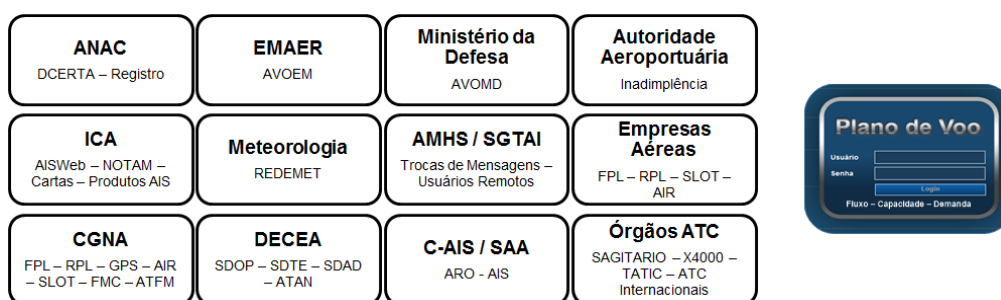 ANAC
DCERTA – Registro
EMAER
AVOEM
Ministério da
Defesa
AVOMD
Autoridade
Aeroportuária
Inadimplência
ICA
AISWeb – NOTAM –
Cartas – Produtos AIS
Meteorologia
REDEMET
AMHS / SGTAI
Trocas de Mensagens –
Usuários Remotos
Empresas
Aéreas
FPL – RPL – SLOT –
AIR
CGNA
FPL – RPL – GPS – AIR
– SLOT – FMC – ATFM
DECEA
SDOP – SDTE – SDAD
– ATAN
C-AIS / SAA
ARO - AIS
Órgãos ATC
SAGITARIO – X4000 –
TATIC – ATC
Internacionais
Plano de Voo
Usuário
Senha
Login
Fluxo – Capacidade – Demanda